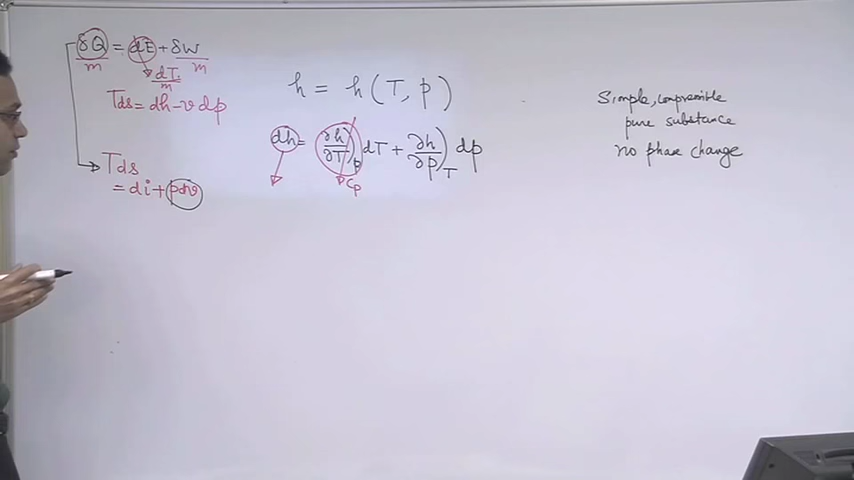 δQ = dE + δW
m m
dI
m
Tds = dh - v dp
Tds
= di + pdv
h = h (T, p)
dh = ∂h/∂T)p dT + ∂h/∂p)T dp
cp
Simple, compressible
pure substance
no phase change